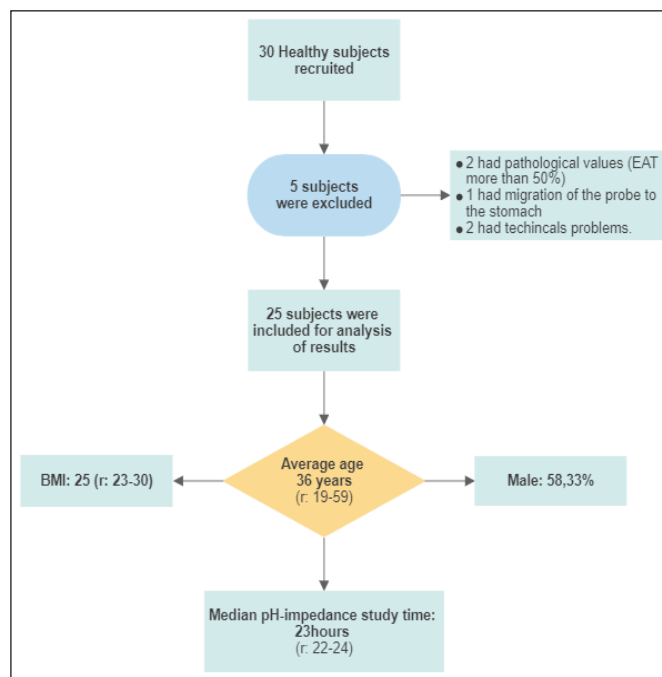 30 Healthy subjects
recruited
5 subjects
were excluded
● 2 had pathological values (EAT
more than 50%)
● 1 had migration of the probe to
the stomach
● 2 had techincals problems.
25 subjects were
included for analysis
of results
Average age
36 years
(r: 19-59)
BMI: 25 (r: 23-30)
Male: 58,33%
Median pH-impedance study time:
23hours
(r: 22-24)